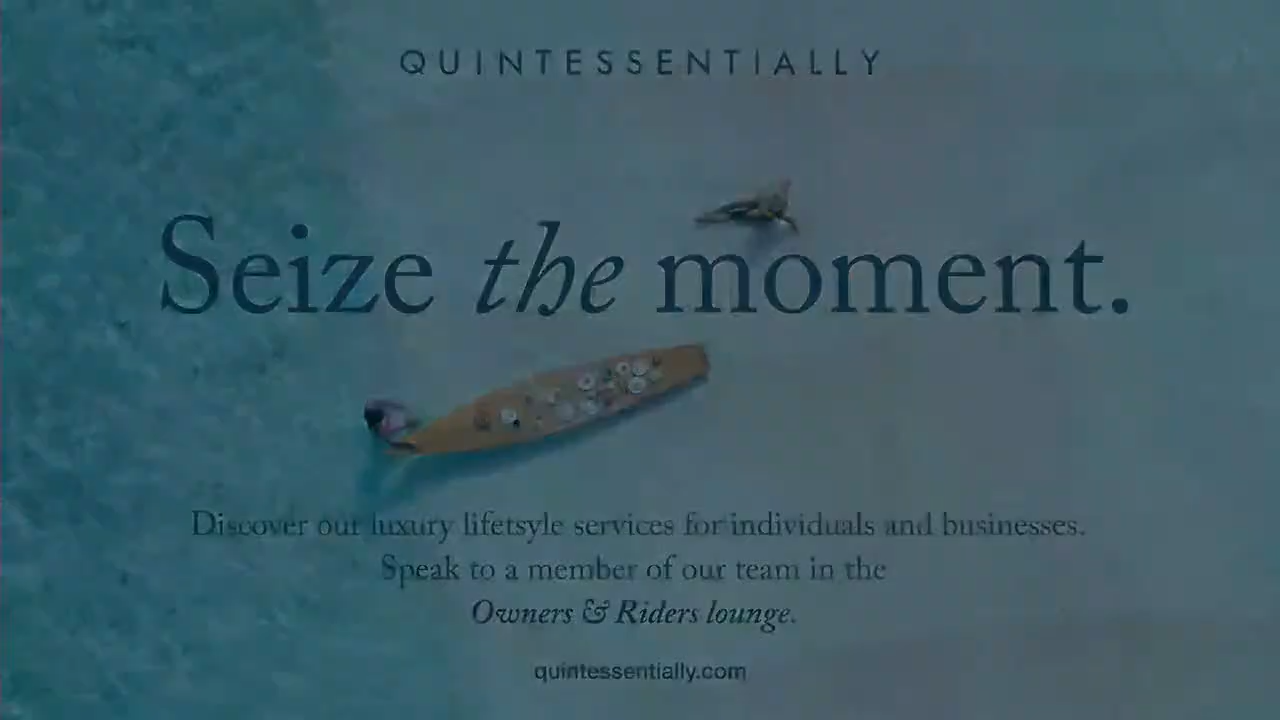 QUINTESSENTIALLY
Seize the moment.
Discover our luxury lifetsyle services for individuals and businesses.
Speak to a member of our team in the
Owners & Riders lounge.
quintessentially.com